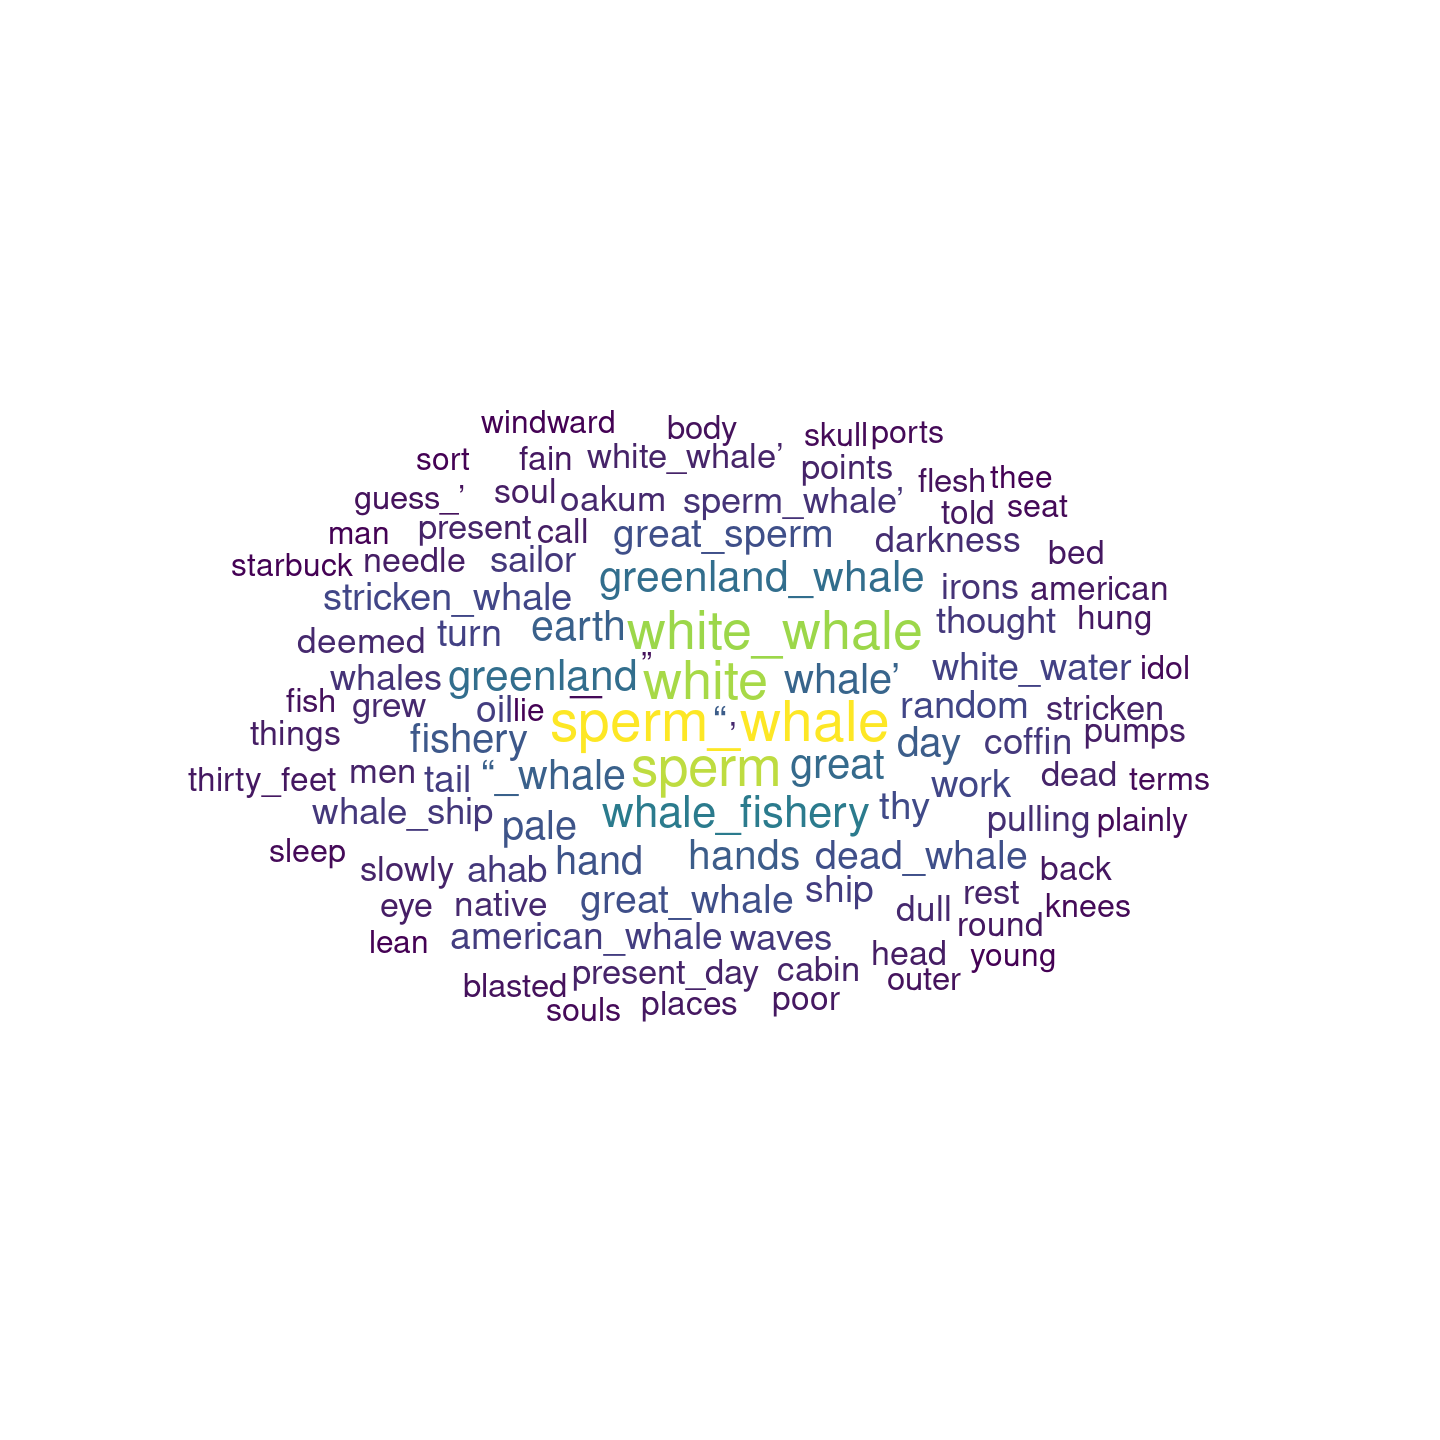 windward body skull ports
sort fain white_whale’ points flesh thee
guess_’ soul oakum sperm_whale’ told seat
man present call great_sperm darkness bed
starbuck needle sailor greenland_whale irons american
stricken_whale earth white_whale thought hung
deemed turn ” white_water idol
whales greenland white whale’
fish grew oil lie — random stricken
things fishery sperm_whale “ ’ day coffin pumps
thirty_feet men tail “_whale sperm great work dead terms
whale_ship pale whale_fishery thy pulling plainly
sleep slowly ahab hand hands dead_whale back
eye native great_whale ship dull rest knees
lean american_whale waves head round young
blasted present_day cabin outer
souls places poor